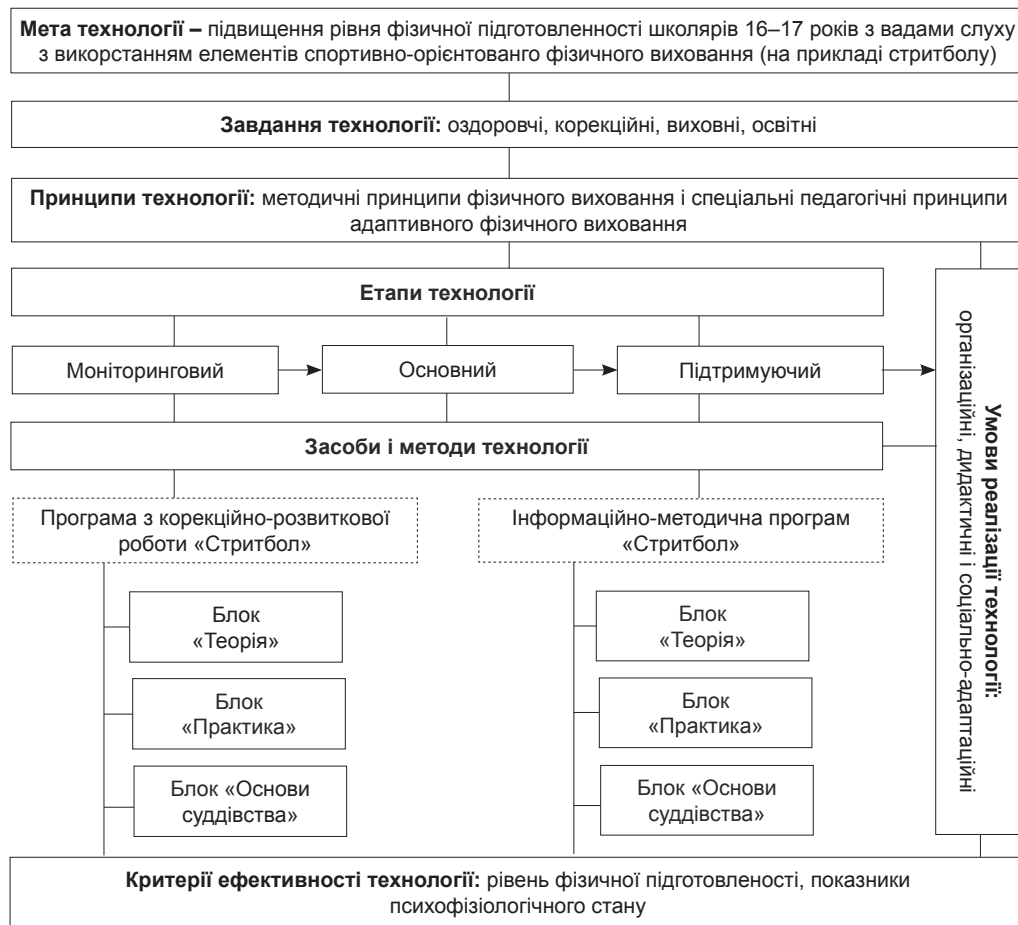 Мета технології – підвищення рівня фізичної підготовленності школярів 16–17 років з вадами слуху
з викорстанням елементів спортивно-орієнтованго фізичного виховання (на прикладі стритболу)
Завдання технології: оздоровчі, корекційні, виховні, освітні
Принципи технології: методичні принципи фізичного виховання і спеціальні педагогічні принципи
адаптивного фізичного виховання
Етапи технології
Моніторинговий
Основний
Підтримуючий
Засоби і методи технології
Програма з корекційно-розвиткової
роботи «Стритбол»
Блок
«Теорія»
Блок
«Практика»
Блок «Основи
суддівства»
Інформаційно-методична програм
«Стритбол»
Блок
«Теорія»
Блок
«Практика»
Блок «Основи
суддівства»
Умови реалізації технології:
організаційні, дидактичні і соціально-адаптаційні
Критерії ефективності технології: рівень фізичної підготовленості, показники
психофізіологічного стану